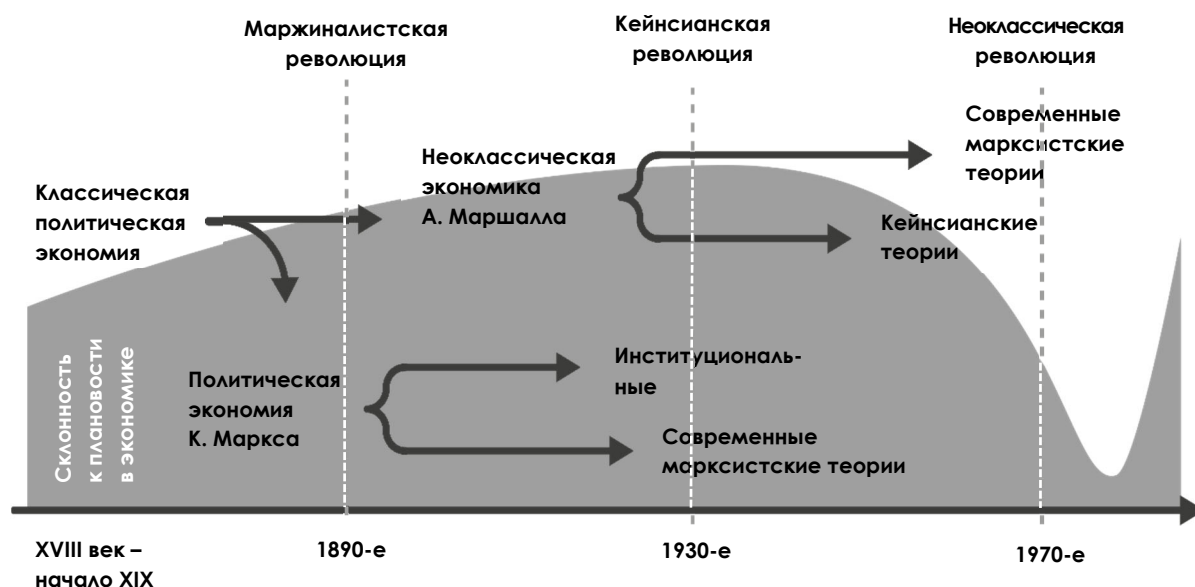 Маржиналистская
революция
Кейнсианская
революция
Неоклассическая
революция
Современные
марксистские
теории
Неоклассическая
экономика
А. Маршалла
Классическая
политическая
экономия
Кейнсианские
теории
Склонность
к плановости
в экономике
Политическая
экономия
К. Маркса
Институциональ-
ные
Современные
марксистские теории
XVIII век –
начало XIX
1890-е
1930-е
1970-е